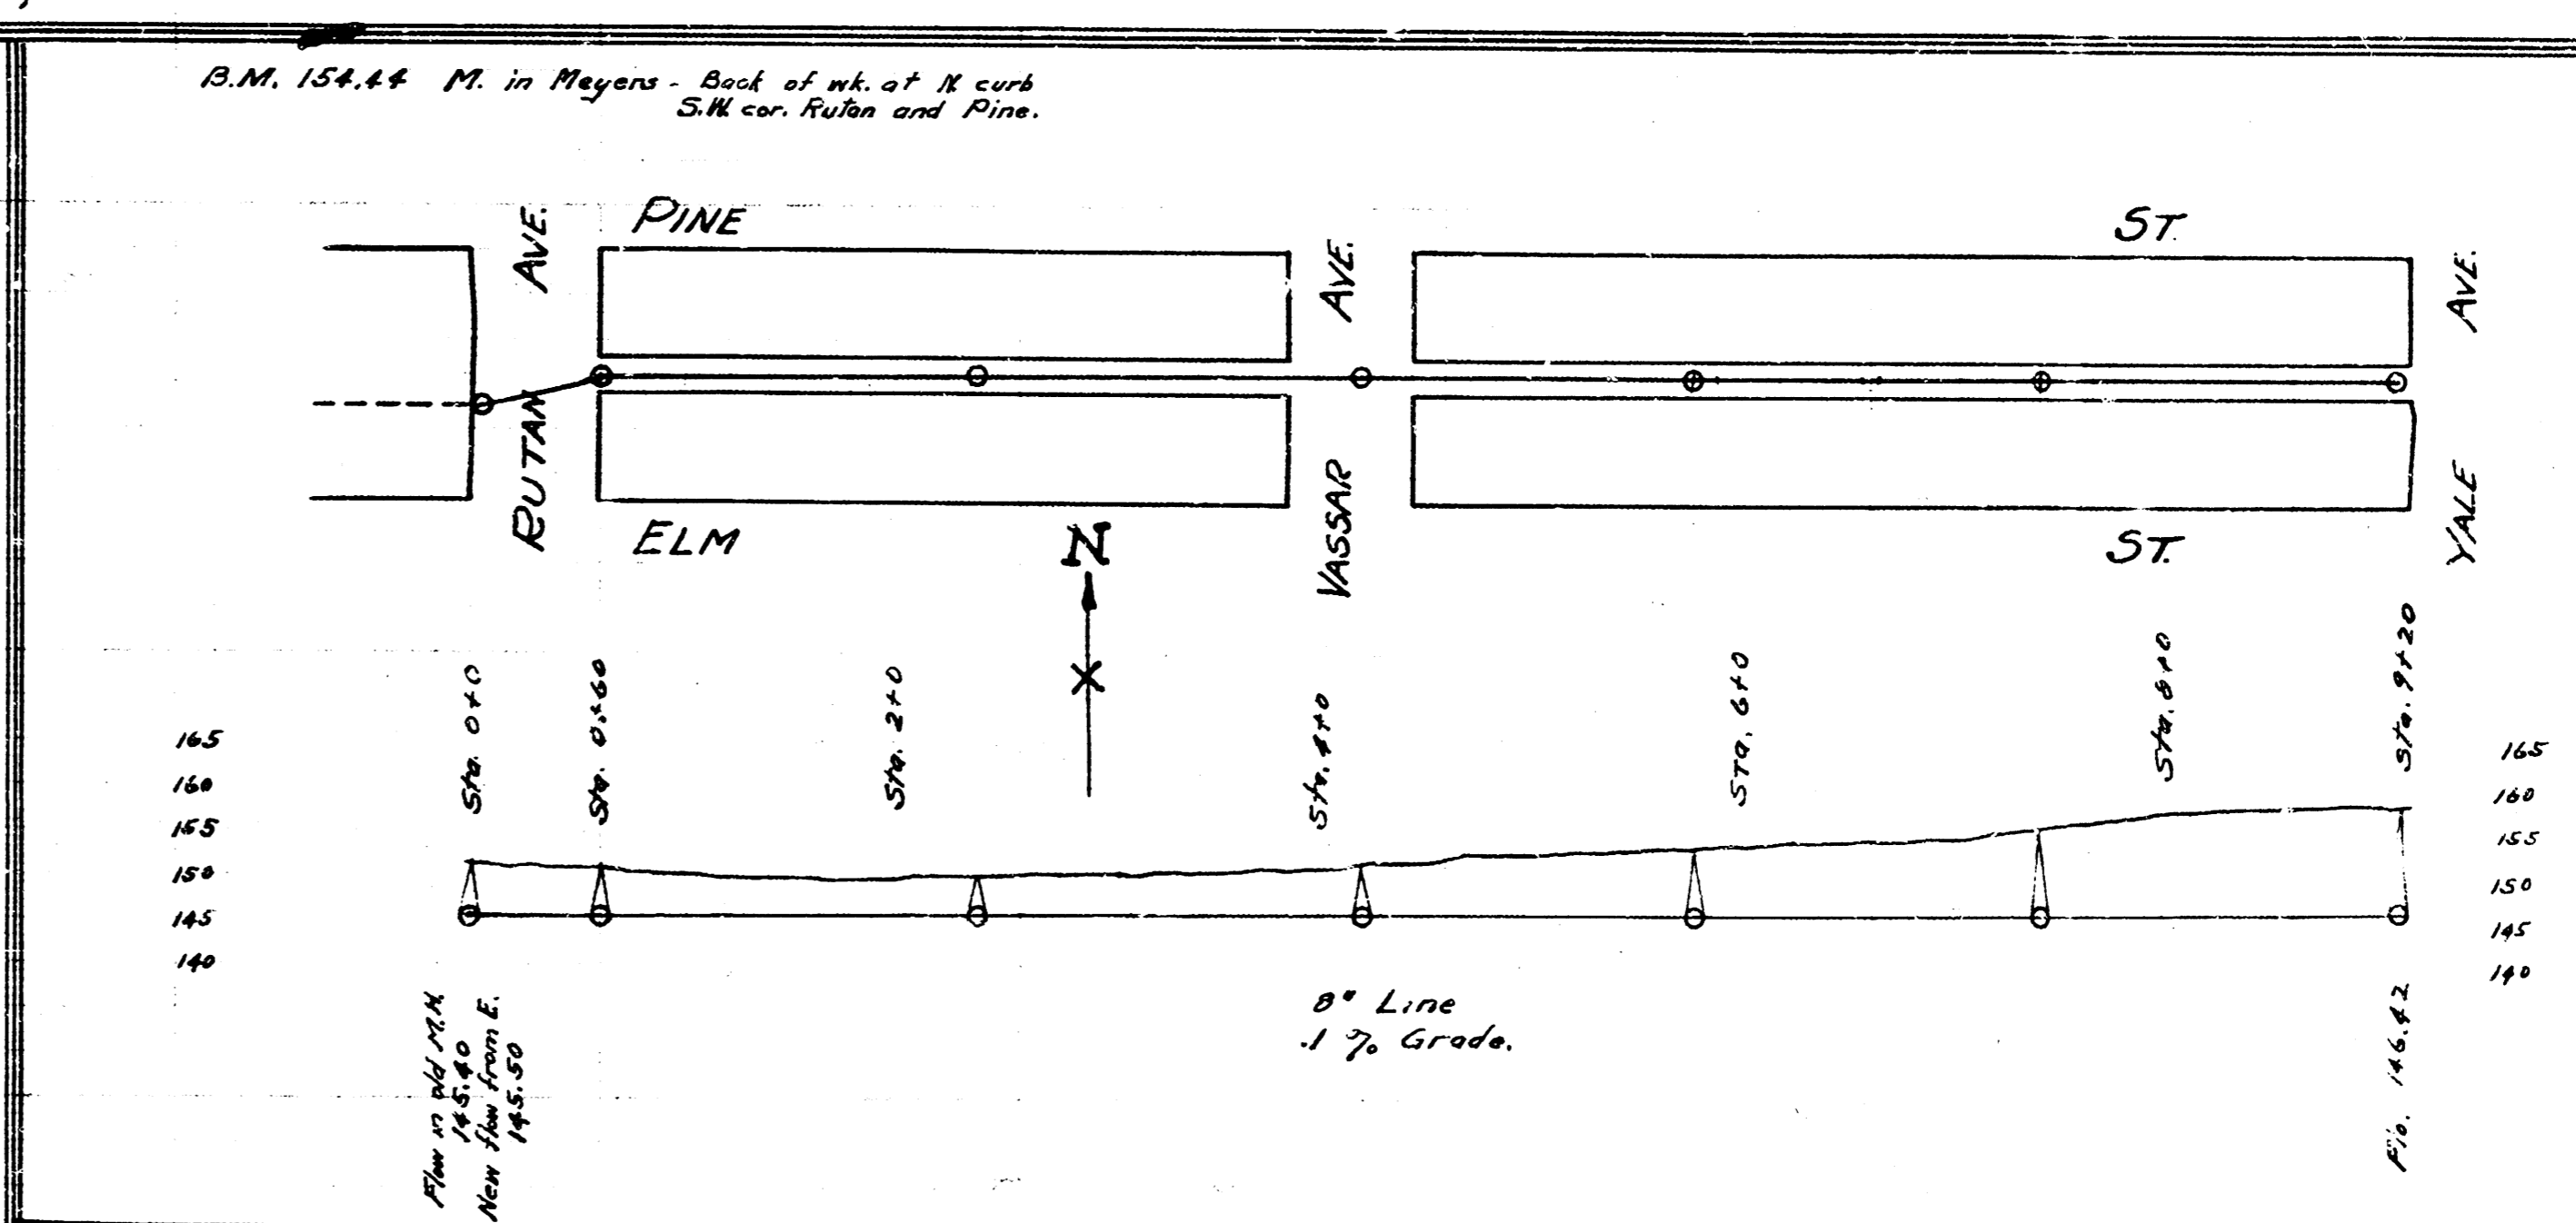 B.M. 154.44 M. in Meyers - Back of wk. at N curb
S.W. cor. Rutan and Pine.
PINE ST.
RUTAN AVE.
VASSAR AVE.
YALE AVE.
ELM ST.
N
Sta. 0+0
Sta. 0+60
Sta. 2+0
Sta. 4+0
Sta. 6+0
Sta. 8+0
Sta. 9+20
165
160
155
150
145
140
165
160
155
150
145
140
8" Line
.1 % Grade.
Flow in old M.H.
145.40
New flow from E.
145.50
Flo. 146.42